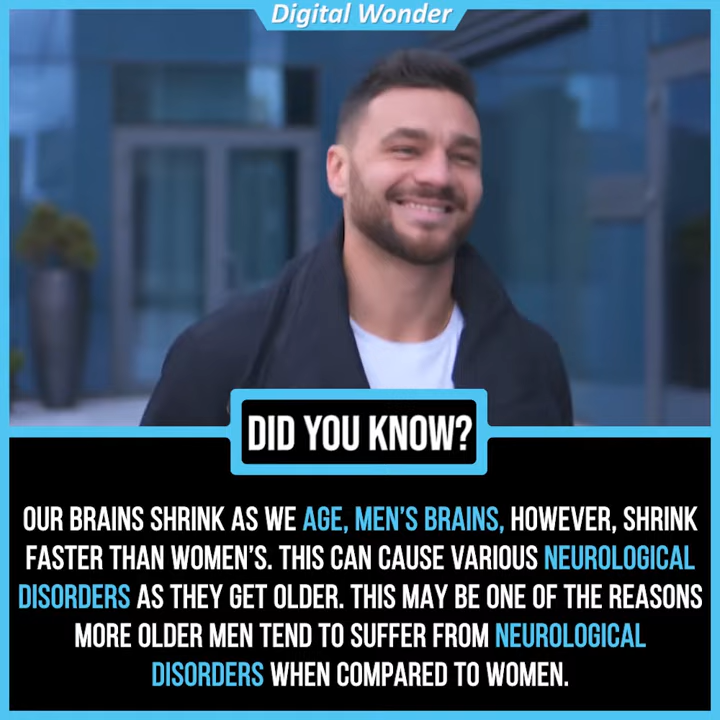 Digital Wonder
DID YOU KNOW?
OUR BRAINS SHRINK AS WE AGE, MEN'S BRAINS, HOWEVER, SHRINK
FASTER THAN WOMEN'S. THIS CAN CAUSE VARIOUS NEUROLOGICAL
DISORDERS AS THEY GET OLDER. THIS MAY BE ONE OF THE REASONS
MORE OLDER MEN TEND TO SUFFER FROM NEUROLOGICAL
DISORDERS WHEN COMPARED TO WOMEN.